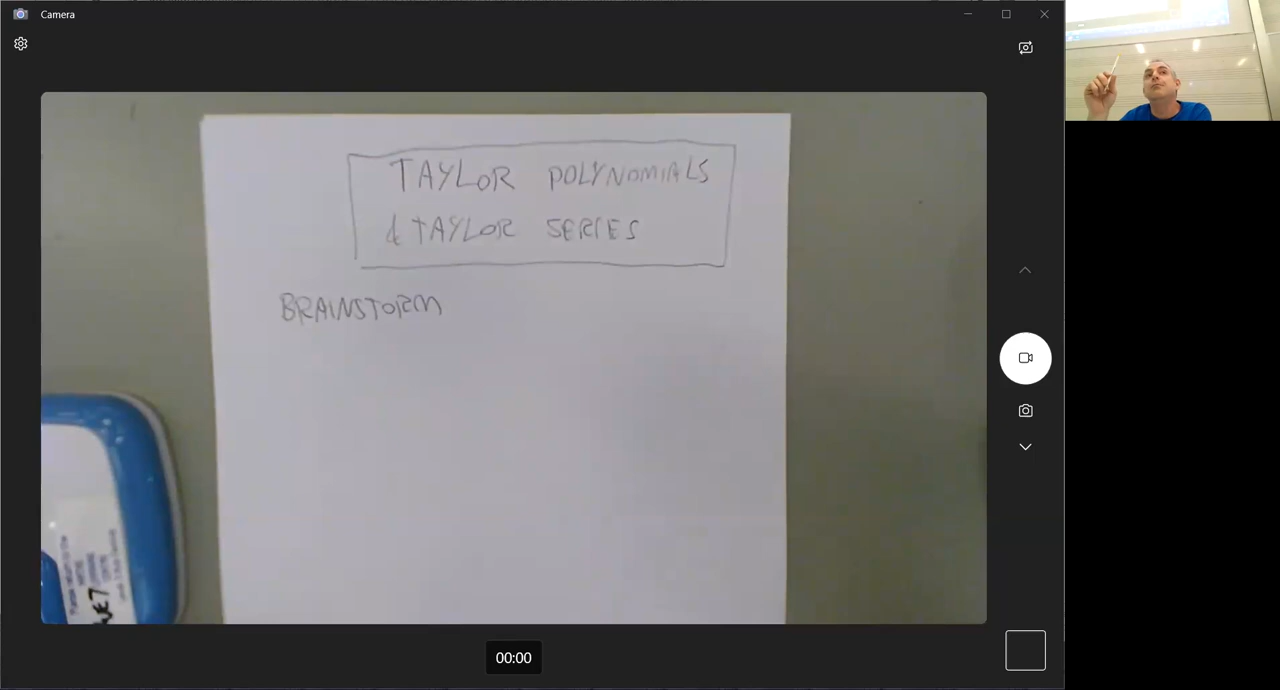 Camera
TAYLOR POLYNOMIALS
& TAYLOR SERIES
BRAINSTORM
00:00